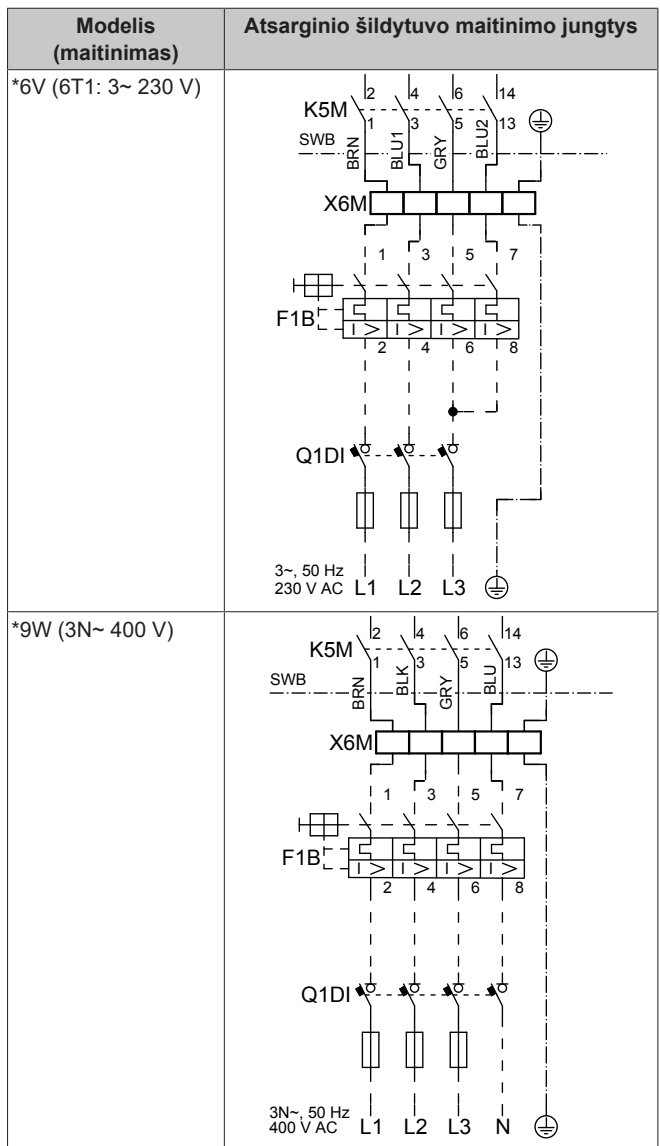 Modelis (maitinimas)
Atsarginio šildytuvo maitinimo jungtys
*6V (6T1: 3~ 230 V)
2 4 6 14
K5M
1 3 5 13
SWB
BRN BLU1 GRY BLU2
X6M
1 3 5 7
F1B
I > I > I > I >
2 4 6 8
Q1DI
3~, 50 Hz
230 V AC
L1 L2 L3
*9W (3N~ 400 V)
2 4 6 14
K5M
1 3 5 13
SWB
BRN BLK GRY BLU
X6M
1 3 5 7
F1B
I > I > I > I >
2 4 6 8
Q1DI
3N~, 50 Hz
400 V AC
L1 L2 L3 N